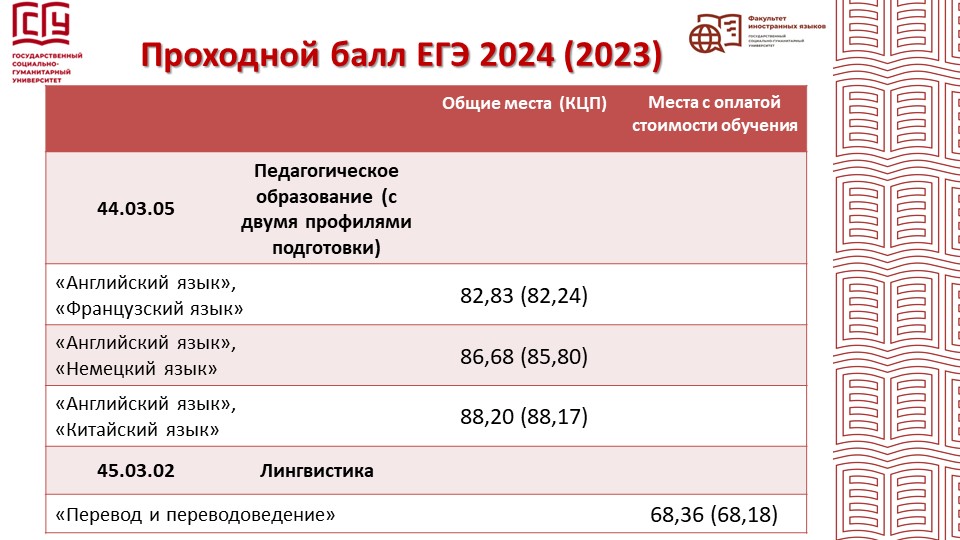 ГСГУ
ГОСУДАРСТВЕННЫЙ
СОЦИАЛЬНО-
ГУМАНИТАРНЫЙ
УНИВЕРСИТЕТ
Факультет
иностранных языков
ГОСУДАРСТВЕННЫЙ
СОЦИАЛЬНО-ГУМАНИТАРНЫЙ
УНИВЕРСИТЕТ
Проходной балл ЕГЭ 2024 (2023)
Общие места (КЦП)
Места с оплатой
стоимости обучения
44.03.05
Педагогическое
образование (с
двумя профилями
подготовки)
«Английский язык»,
«Французский язык»
82,83 (82,24)
«Английский язык»,
«Немецкий язык»
86,68 (85,80)
«Английский язык»,
«Китайский язык»
88,20 (88,17)
45.03.02
Лингвистика
«Перевод и переводоведение»
68,36 (68,18)